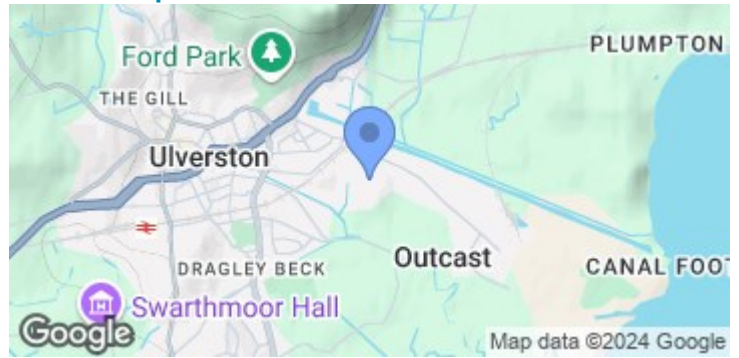 Ford Park
PLUMPTON
THE GILL
Ulverston
Outcast
DRAGLEY BECK
CANAL FOOT
Swarthmoor Hall
Google
Map data ©2024 Google